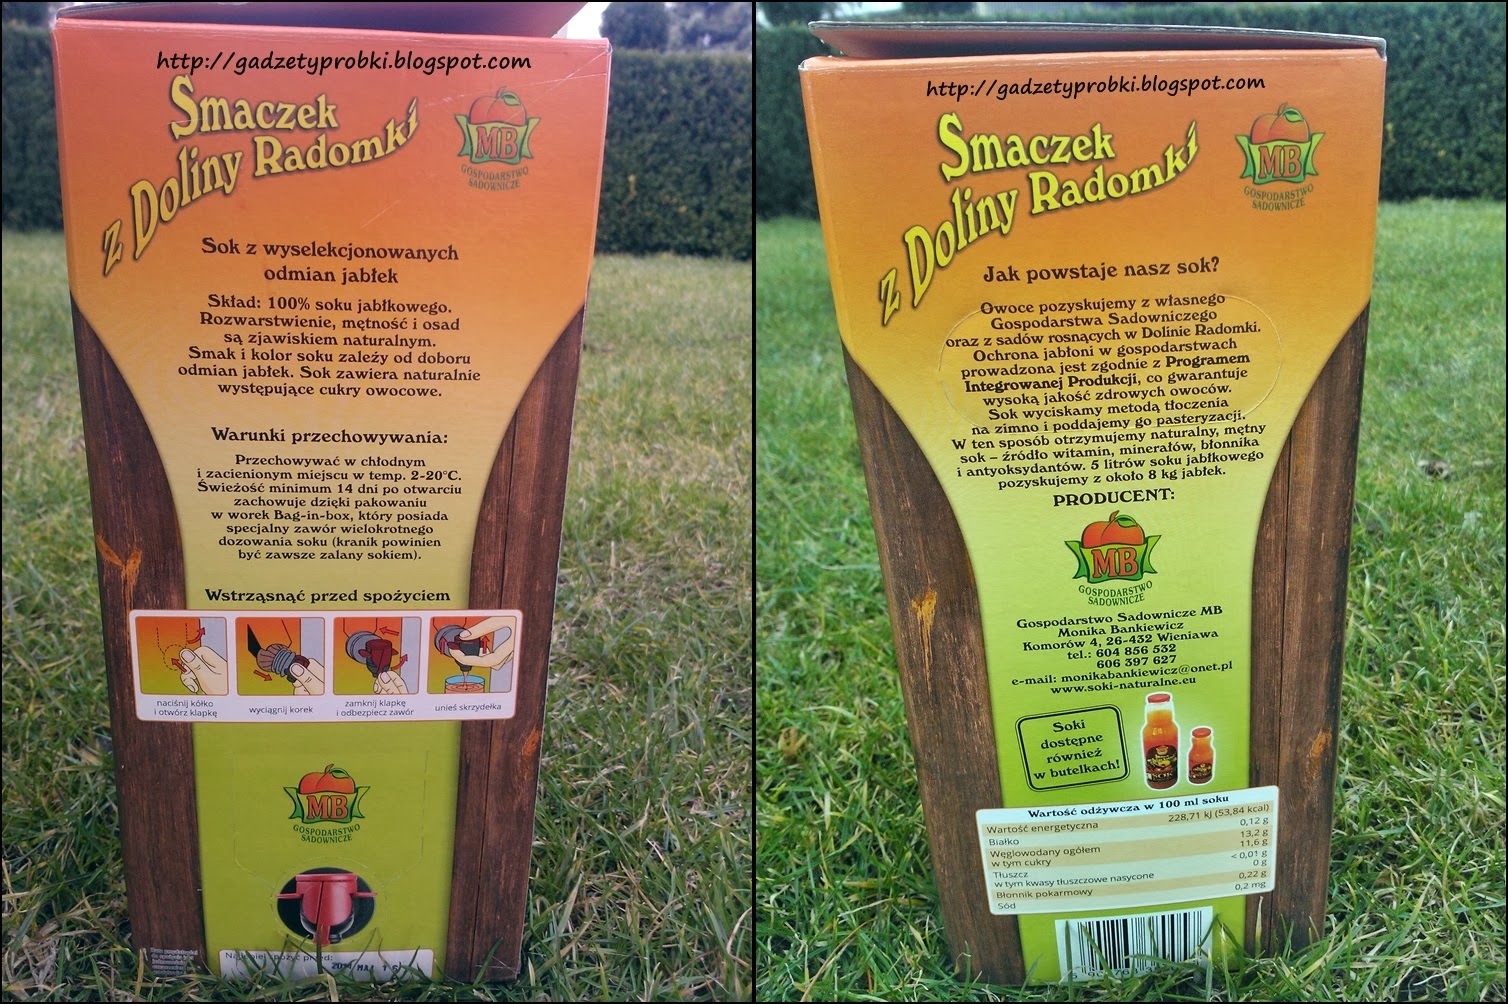 http://gadzetyprobki.blogspot.com
Smaczek
z Doliny Radomki
MB
GOSPODARSTWO
SADOWNICZE
Sok z wyselekcjonowanych
odmian jabłek
Skład: 100% soku jabłkowego.
Rozwarstwienie, mętność i osad
są zjawiskiem naturalnym.
Smak i kolor soku zależy od doboru
odmian jabłek. Sok zawiera naturalnie
występujące cukry owocowe.
Warunki przechowywania:
Przechowywać w chłodnym
i zacienionym miejscu w temp. 2-20°C.
Świeżość minimum 14 dni po otwarciu
zachowuje dzięki pakowaniu
w worek Bag-in-box, który posiada
specjalny zawór wielokrotnego
dozowania soku (kranik powinien
być zawsze zalany sokiem).
Wstrząsnąć przed spożyciem
naciśnij kółko
i otwórz klapkę
wyciągnij korek
zamknij klapkę
i odbezpiecz zawór
unieś skrzydełka
MB
GOSPODARSTWO
SADOWNICZE
Najlepiej spożyć przed:
http://gadzetyprobki.blogspot.com
Smaczek
z Doliny Radomki
MB
GOSPODARSTWO
SADOWNICZE
Jak powstaje nasz sok?
Owoce pozyskujemy z własnego
Gospodarstwa Sadowniczego
oraz z sadów rosnących w Dolinie Radomki.
Ochrona jabłoni w gospodarstwach
prowadzona jest zgodnie z Programem
Integrowanej Produkcji, co gwarantuje
wysoką jakość zdrowych owoców.
Sok wyciskamy metodą tłoczenia
na zimno i poddajemy go pasteryzacji.
W ten sposób otrzymujemy naturalny, mętny
sok – źródło witamin, minerałów, błonnika
i antyoksydantów. 5 litrów soku jabłkowego
pozyskujemy z około 8 kg jabłek.
PRODUCENT:
MB
GOSPODARSTWO
SADOWNICZE
Gospodarstwo Sadownicze MB
Monika Bankiewicz
Komorów 4, 26-432 Wieniawa
tel.: 604 856 532
606 397 627
e-mail: monikabankiewicz@onet.pl
www.soki-naturalne.eu
Soki
dostępne
również
w butelkach!
SOK
Wartość odżywcza w 100 ml soku
Wartość energetyczna 228,71 kJ (53,84 kcal)
Białko 0,12 g
Węglowodany ogółem 13,2 g
w tym cukry 11,6 g
Tłuszcz < 0,01 g
w tym kwasy tłuszczowe nasycone 0 g
Błonnik pokarmowy 0,22 g
Sód 0,2 mg